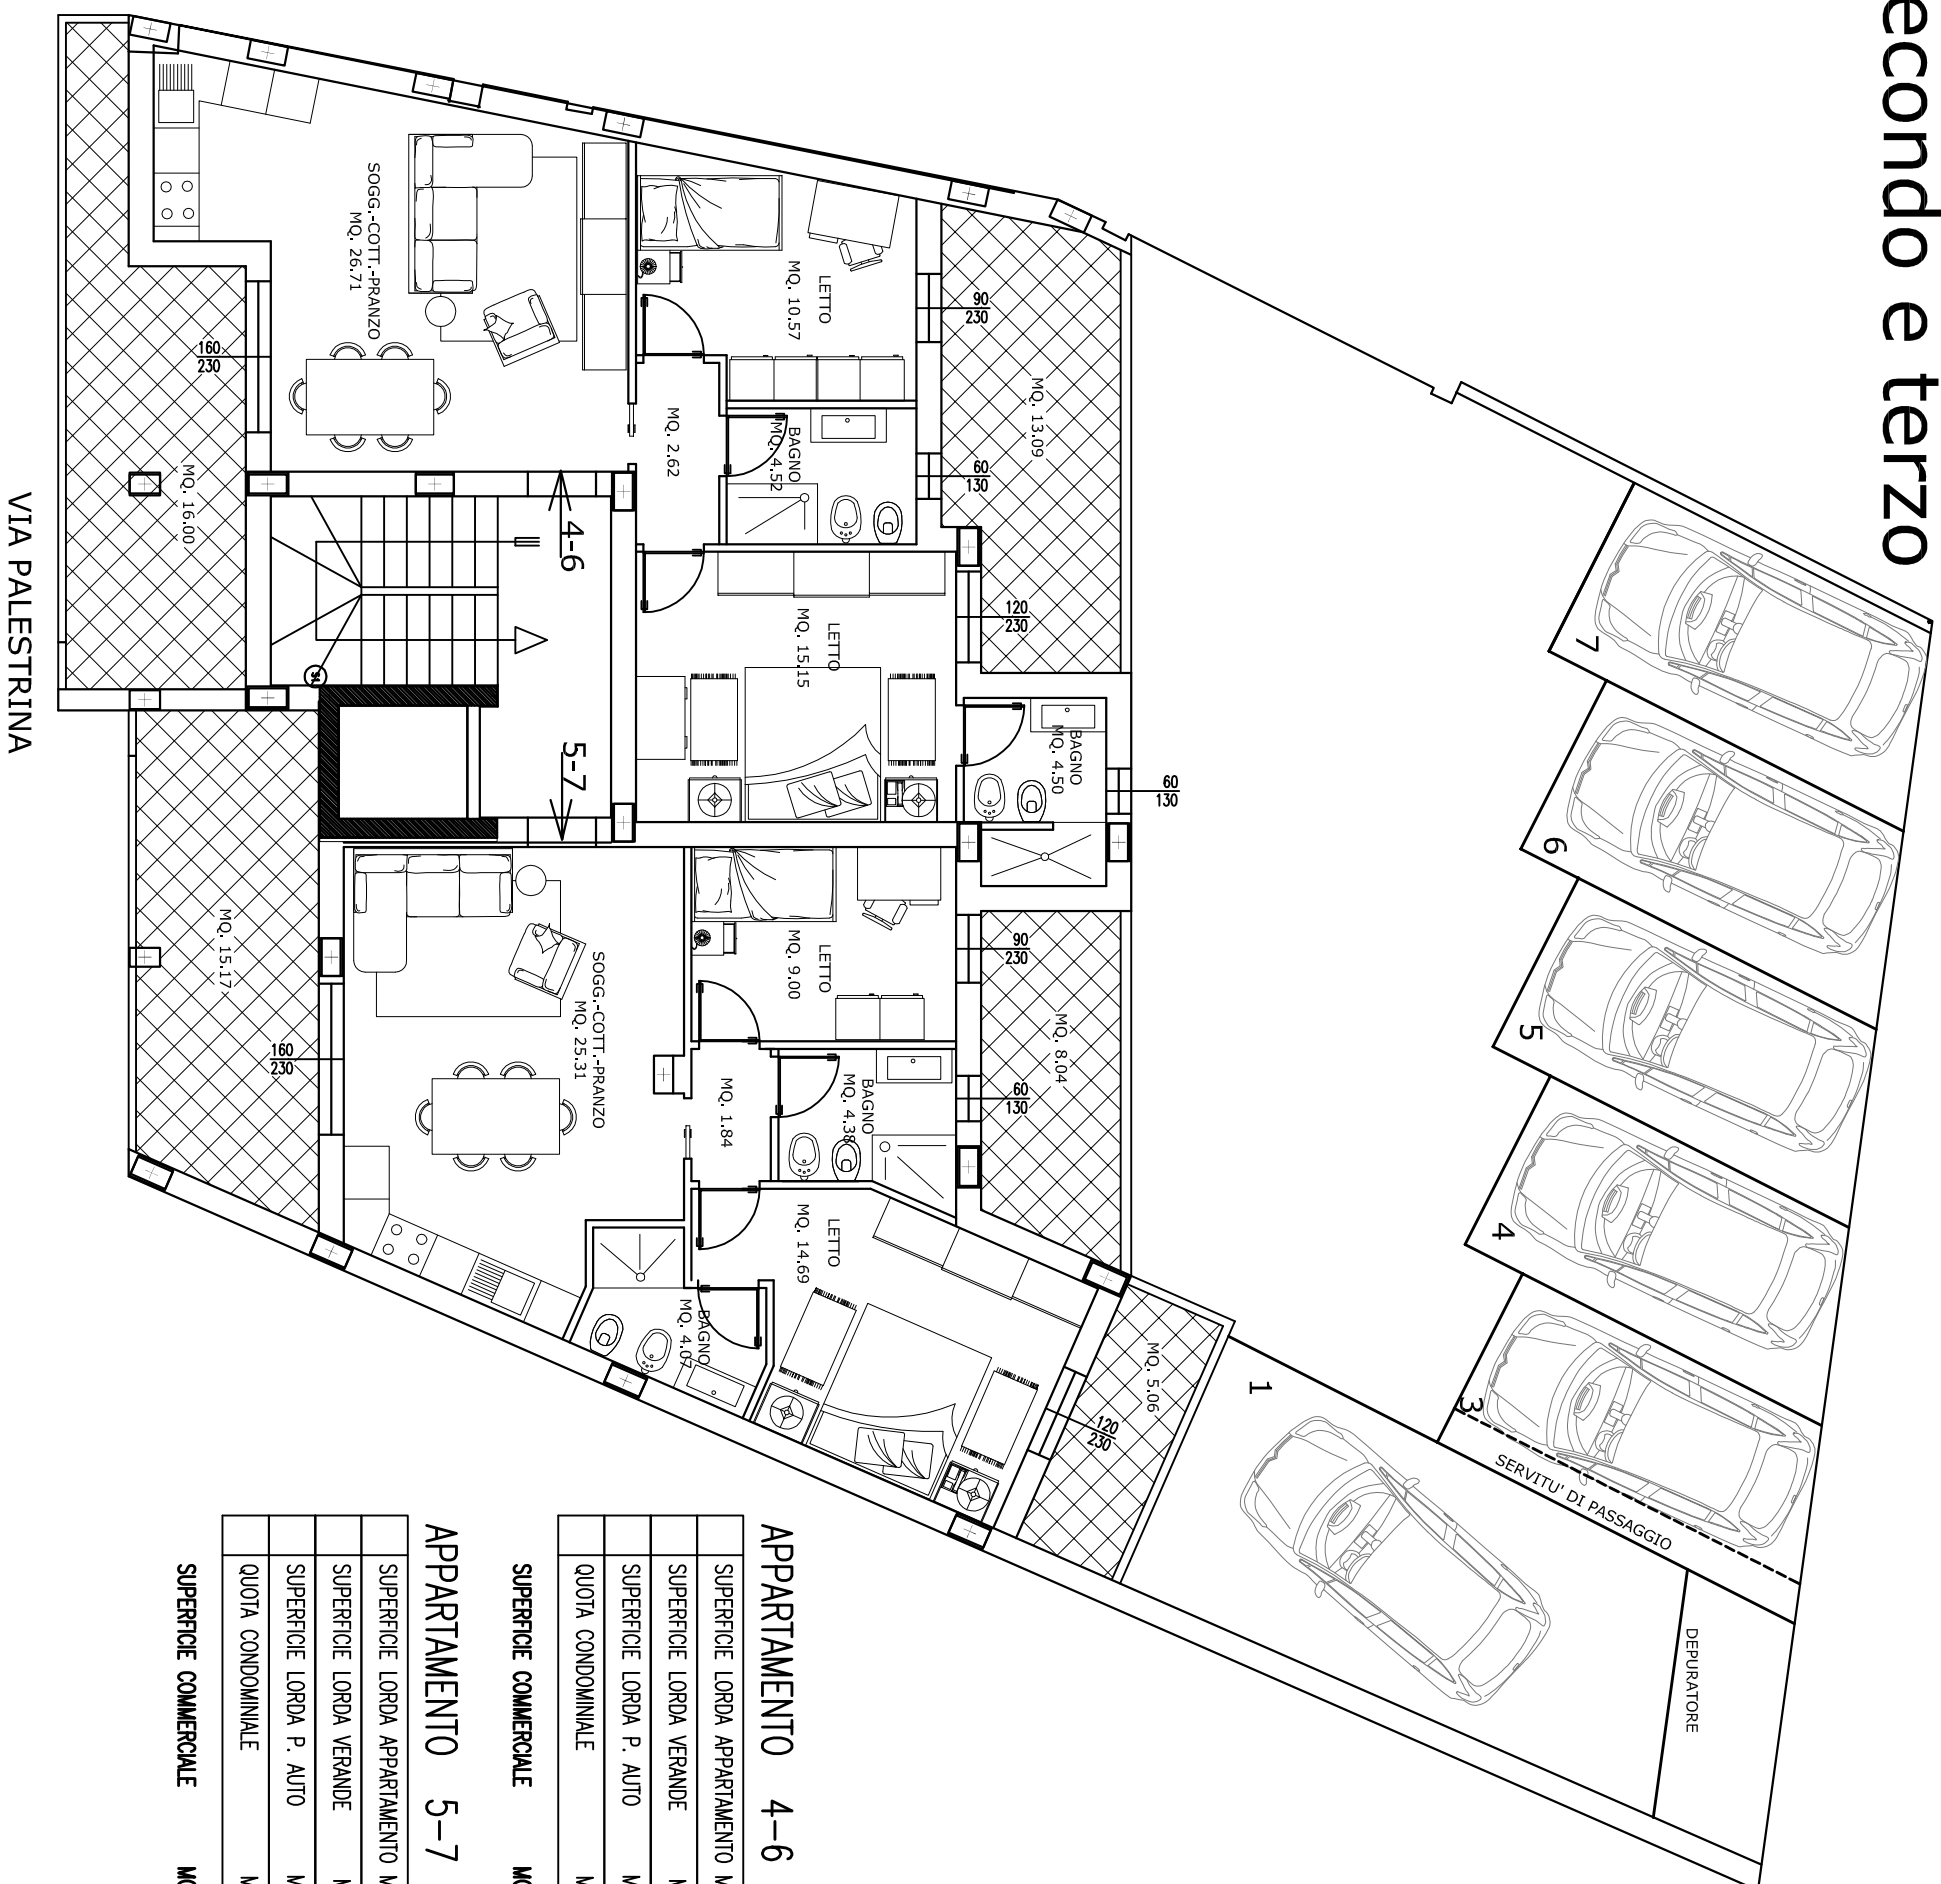 econdo e terzo
SOGG.-COTT.-PRANZO
MQ. 26.71
LETTO
MQ. 10.57
90
230
160
230
MQ. 13.09
MQ. 2.62
BAGNO
MQ. 4.52
60
130
MQ. 16.00
4-6
120
230
LETTO
MQ. 15.15
VIA PALESTRINA
S1
5-7
BAGNO
MQ. 4.50
60
130
MQ. 15.17
SOGG.-COTT.-PRANZO
MQ. 25.31
LETTO
MQ. 9.00
90
230
160
230
MQ. 8.04
MQ. 1.84
BAGNO
MQ. 4.38
60
130
LETTO
MQ. 14.69
BAGNO
MQ. 4.07
MQ. 5.06
120
230
7
6
5
4
3
1
SERVITU' DI PASSAGGIO
DEPURATORE
APPARTAMENTO 4-6
SUPERFICIE LORDA APPARTAMENTO M
SUPERFICIE LORDA VERANDE M
SUPERFICIE LORDA P. AUTO M
QUOTA CONDOMINIALE M
SUPERFICIE COMMERCIALE MQ
APPARTAMENTO 5-7
SUPERFICIE LORDA APPARTAMENTO M
SUPERFICIE LORDA VERANDE M
SUPERFICIE LORDA P. AUTO M
QUOTA CONDOMINIALE M
SUPERFICIE COMMERCIALE MQ